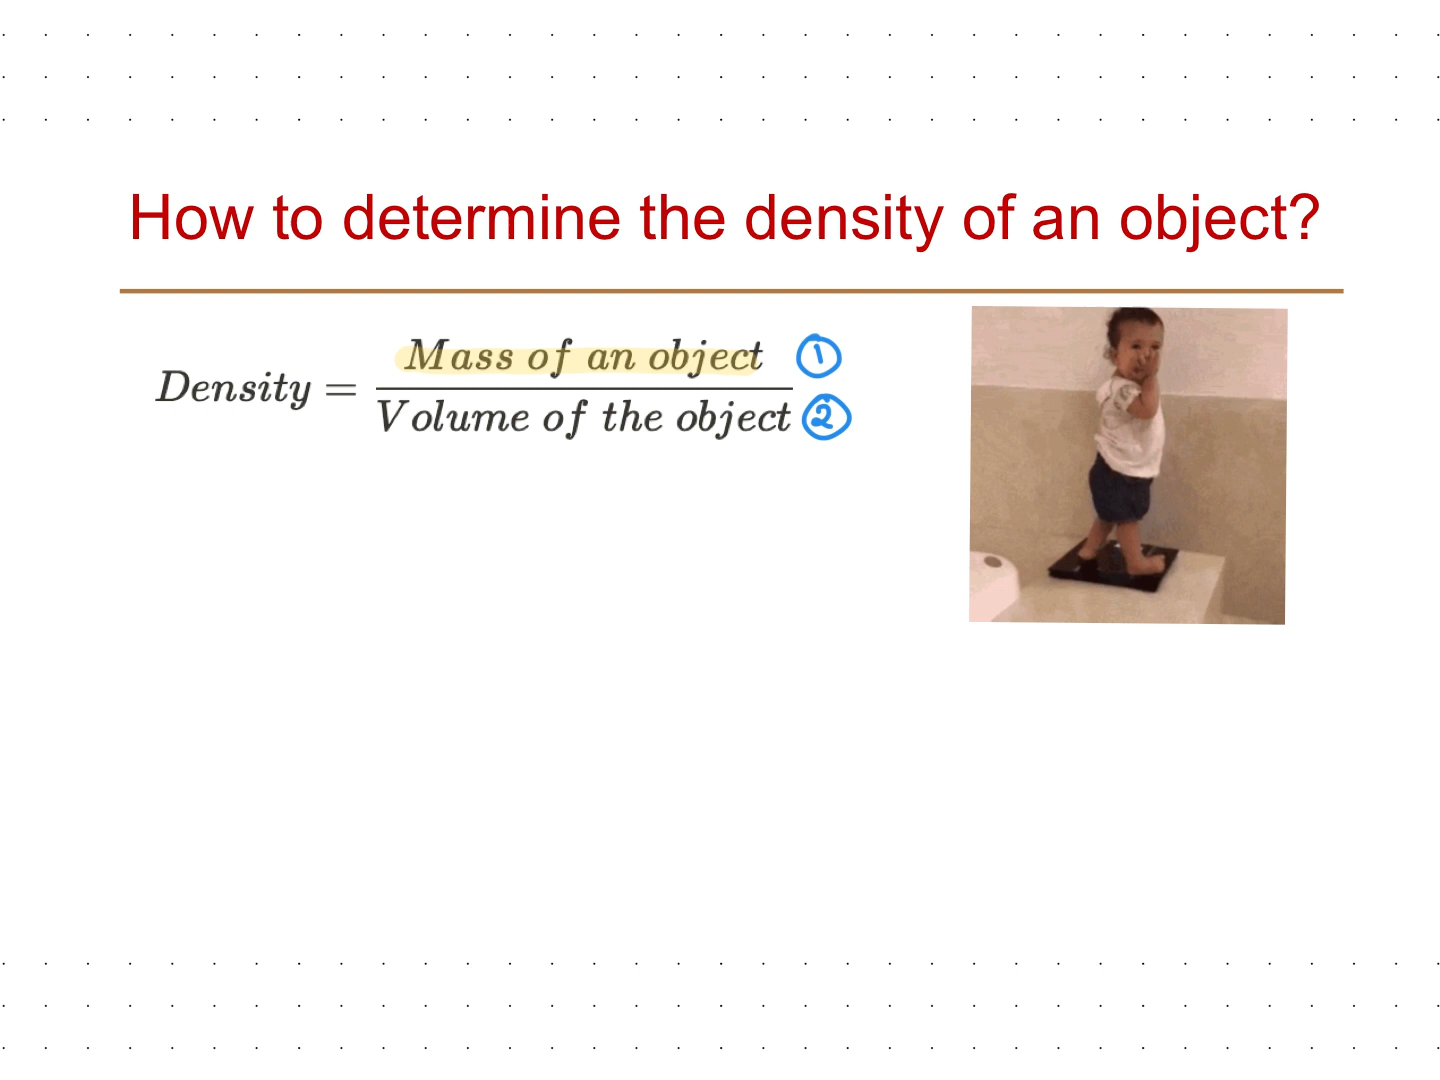 How to determine the density of an object?
Density = Mass of an object / Volume of the object
1
2